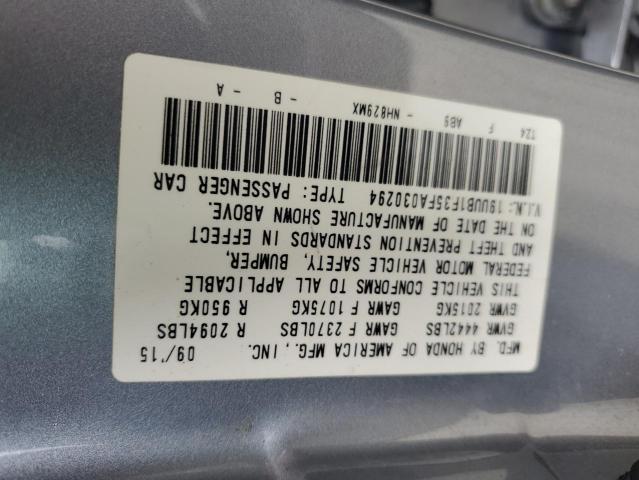 MFD. BY HONDA OF AMERICA MFG., INC. 09/'15
GVWR 4442LBS GAWR F 2370LBS R 2094LBS
GVWR 2015KG GAWR F 1075KG R 950KG
THIS VEHICLE CONFORMS TO ALL APPLICABLE
FEDERAL MOTOR VEHICLE SAFETY, BUMPER,
AND THEFT PREVENTION STANDARDS IN EFFECT
ON THE DATE OF MANUFACTURE SHOWN ABOVE.
V.I.N.: 19UUB1F35FA030294 TYPE: PASSENGER CAR
TZ4 F AB9 - NH829MX - B - A